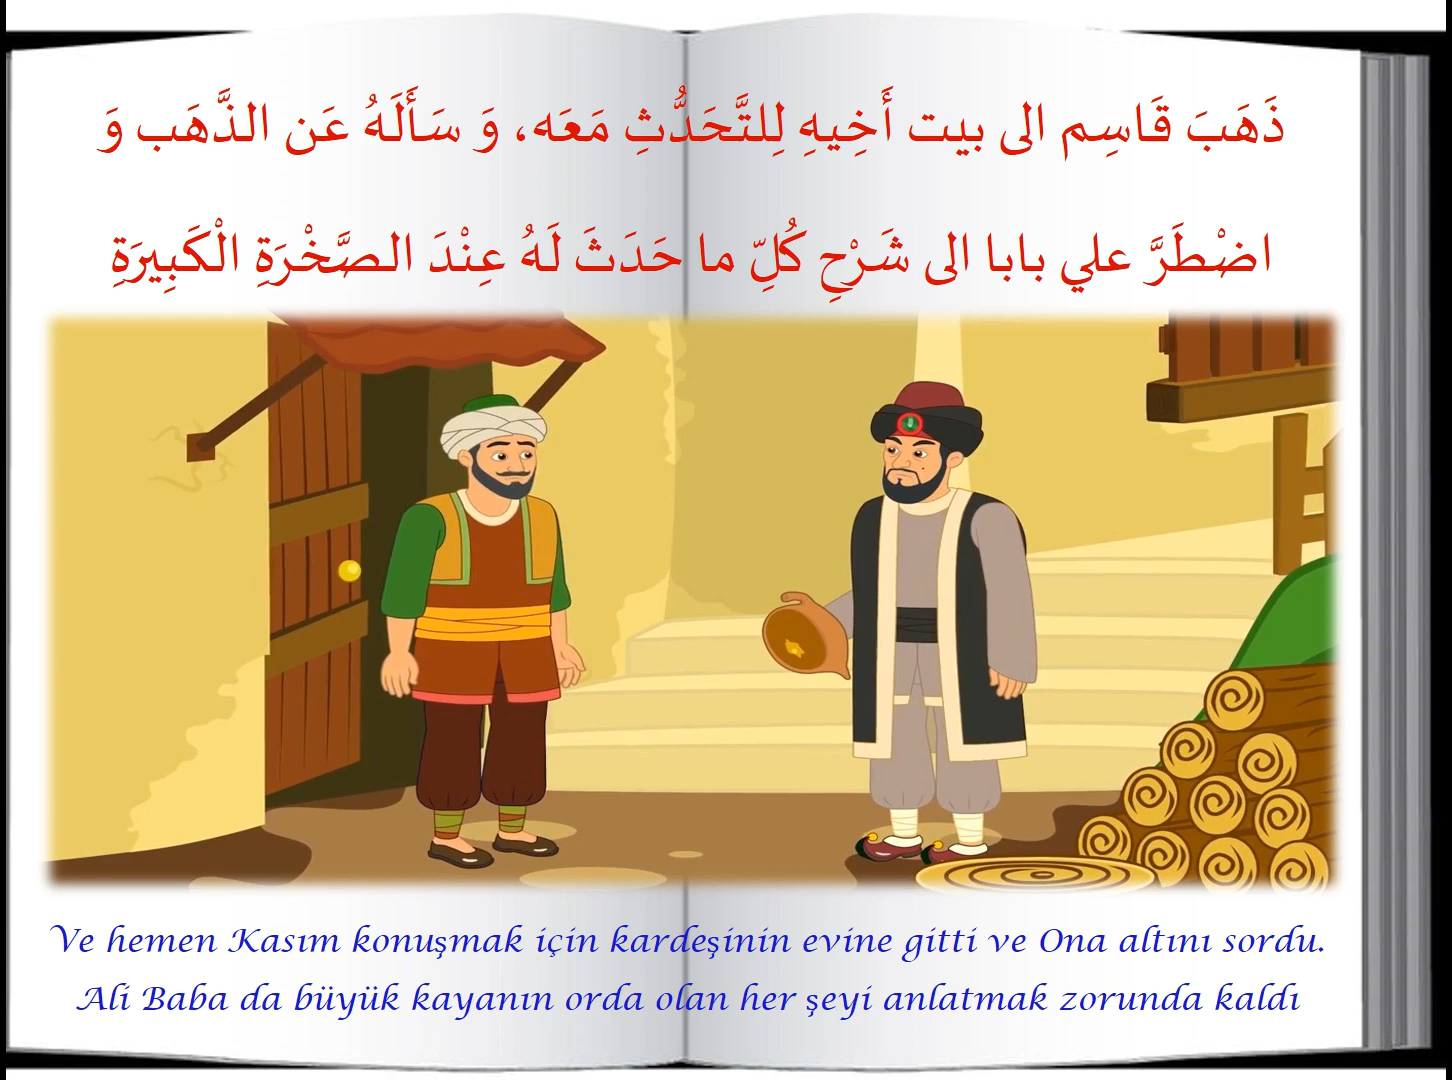 ذَهَبَ قَاسِم الى بيت أَخِيهِ لِلتَّحَدُّثِ مَعَه، وَ سَأَلَهُ عَن الذَّهَب وَ
اضْطَرَّ علي بابا الى شَرْحِ كُلِّ ما حَدَثَ لَهُ عِنْدَ الصَّخْرَةِ الْكَبِيرَةِ
Ve hemen Kasım konuşmak için kardeşinin evine gitti ve Ona altını sordu.
Ali Baba da büyük kayanın orda olan her şeyi anlatmak zorunda kaldı